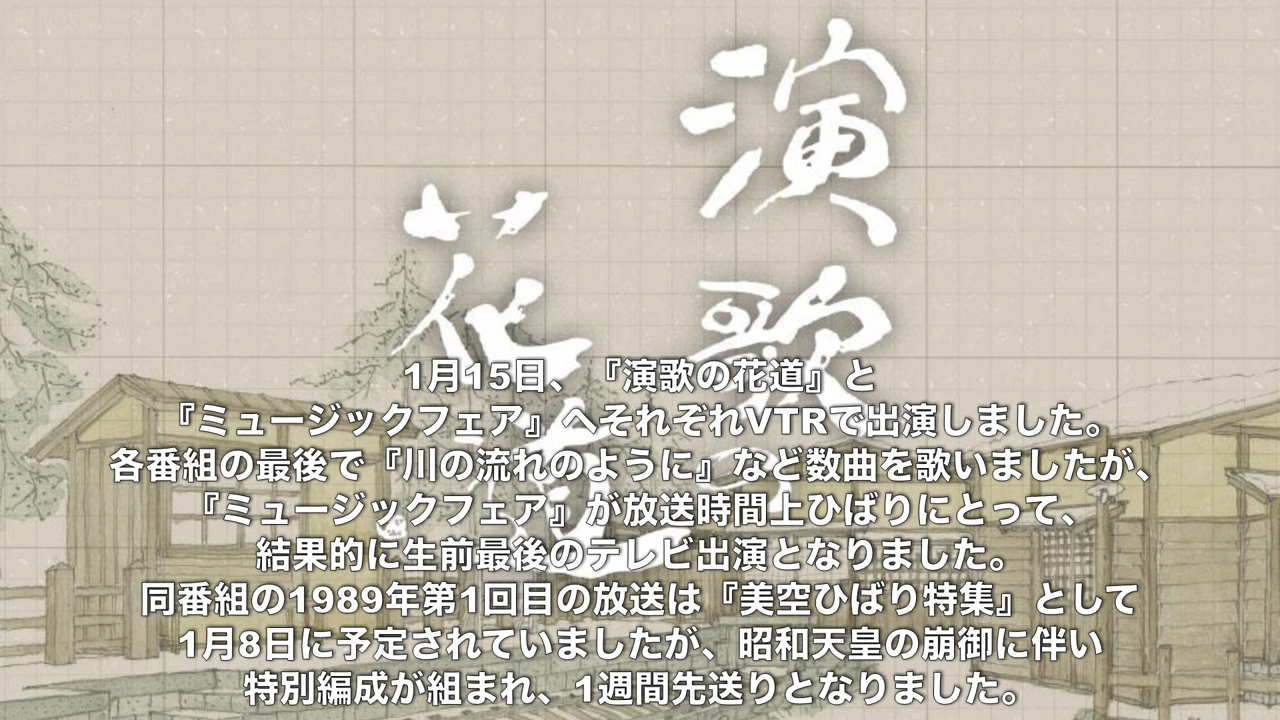 演歌の
花道
1月15日、『演歌の花道』と
『ミュージックフェア』へそれぞれVTRで出演しました。
各番組の最後で『川の流れのように』など数曲を歌いましたが、
『ミュージックフェア』が放送時間上ひばりにとって、
結果的に生前最後のテレビ出演となりました。
同番組の1989年第1回目の放送は『美空ひばり特集』として
1月8日に予定されていましたが、昭和天皇の崩御に伴い
特別編成が組まれ、1週間先送りとなりました。